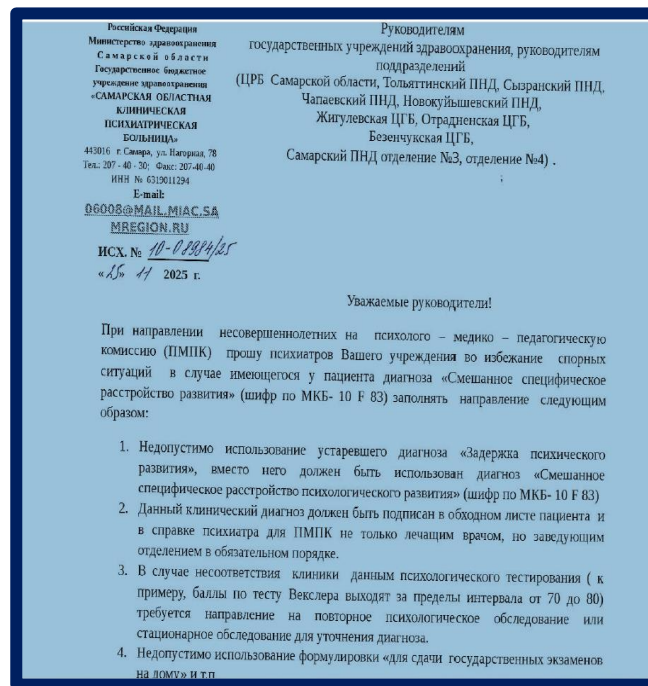 Российская Федерация
Министерство здравоохранения
Самарской области
Государственное бюджетное
учреждение здравоохранения
«САМАРСКАЯ ОБЛАСТНАЯ
КЛИНИЧЕСКАЯ
ПСИХИАТРИЧЕСКАЯ
БОЛЬНИЦА»
443016 г. Самара, ул. Нагорная, 78
Тел.: 207 - 40 - 30; Факс: 207-40-40
ИНН № 6319011294
E-mail:
06008@MAIL.MIAC.SA
MREGION.RU
ИСХ. № 10-08984/25
«25» 11 2025 г.
Руководителям
государственных учреждений здравоохранения, руководителям
подразделений
(ЦРБ Самарской области, Тольяттинский ПНД, Сызранский ПНД,
Чапаевский ПНД, Новокуйбышевский ПНД,
Жигулевская ЦГБ, Отрадненская ЦГБ,
Безенчукская ЦГБ,
Самарский ПНД отделение №3, отделение №4) .
Уважаемые руководители!
При направлении несовершеннолетних на психолого – медико – педагогическую
комиссию (ПМПК) прошу психиатров Вашего учреждения во избежание спорных
ситуаций в случае имеющегося у пациента диагноза «Смешанное специфическое
расстройство развития» (шифр по МКБ- 10 F 83) заполнять направление следующим
образом:
1. Недопустимо использование устаревшего диагноза «Задержка психического
развития», вместо него должен быть использован диагноз «Смешанное
специфическое расстройство психологического развития» (шифр по МКБ- 10 F 83)
2. Данный клинический диагноз должен быть подписан в обходном листе пациента и
в справке психиатра для ПМПК не только лечащим врачом, но заведующим
отделением в обязательном порядке.
3. В случае несоответствия клиники данным психологического тестирования ( к
примеру, баллы по тесту Векслера выходят за пределы интервала от 70 до 80)
требуется направление на повторное психологическое обследование или
стационарное обследование для уточнения диагноза.
4. Недопустимо использование формулировки «для сдачи государственных экзаменов
на дому» и т.п